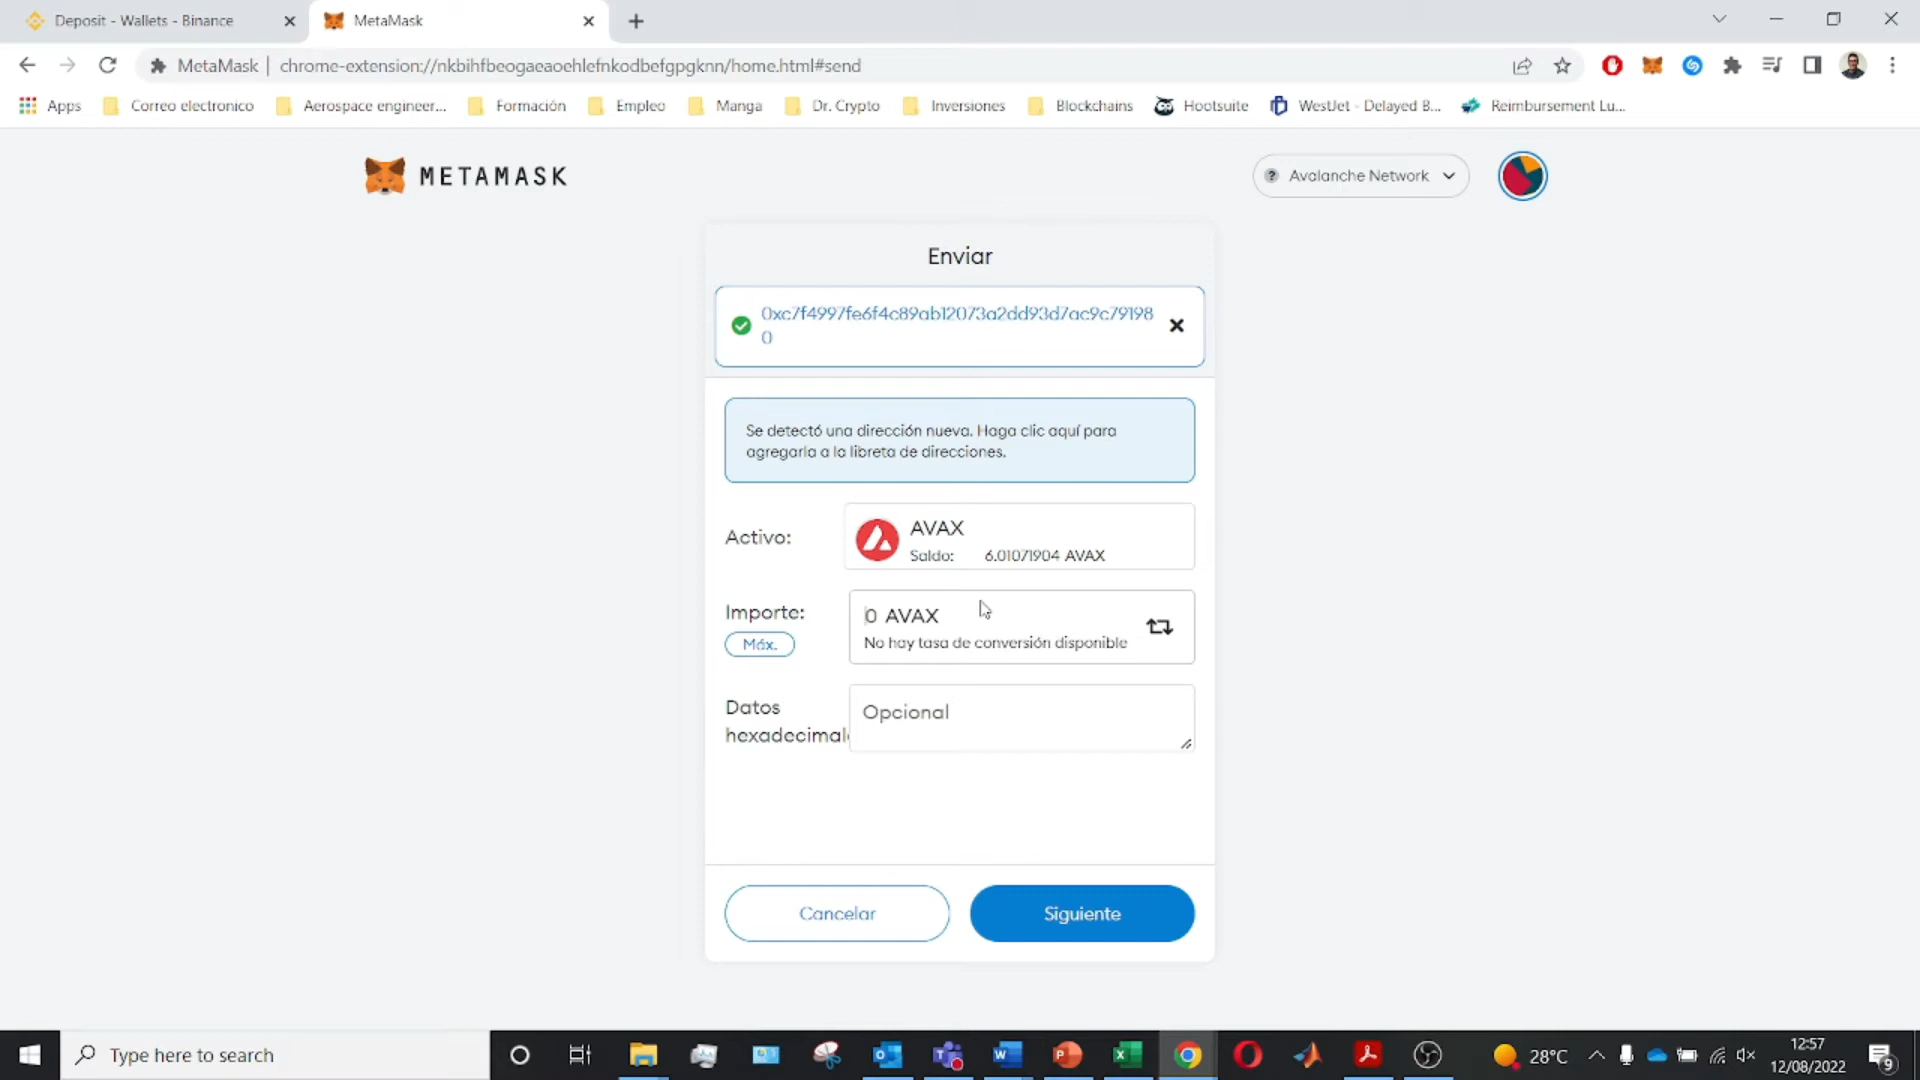 Deposit - Wallets - Binance
MetaMask
MetaMask | chrome-extension://nkbihfbeogaeaoehlefnkodbefgpgknn/home.html#send
Apps Correo electronico Aerospace engineer... Formación Empleo Manga Dr. Crypto Inversiones Blockchains Hootsuite WestJet - Delayed B... Reimbursement Lu...
METAMASK
Avalanche Network
Enviar
0xc7f4997fe6f4c89ab12073a2dd93d7ac9c79198
0
Se detectó una dirección nueva. Haga clic aquí para
agregarla a la libreta de direcciones.
Activo:
AVAX
Saldo: 6.01071904 AVAX
Importe:
Máx.
0 AVAX
No hay tasa de conversión disponible
Datos
hexadecimal
Opcional
Cancelar
Siguiente
Type here to search
28°C
12:57
12/08/2022
9